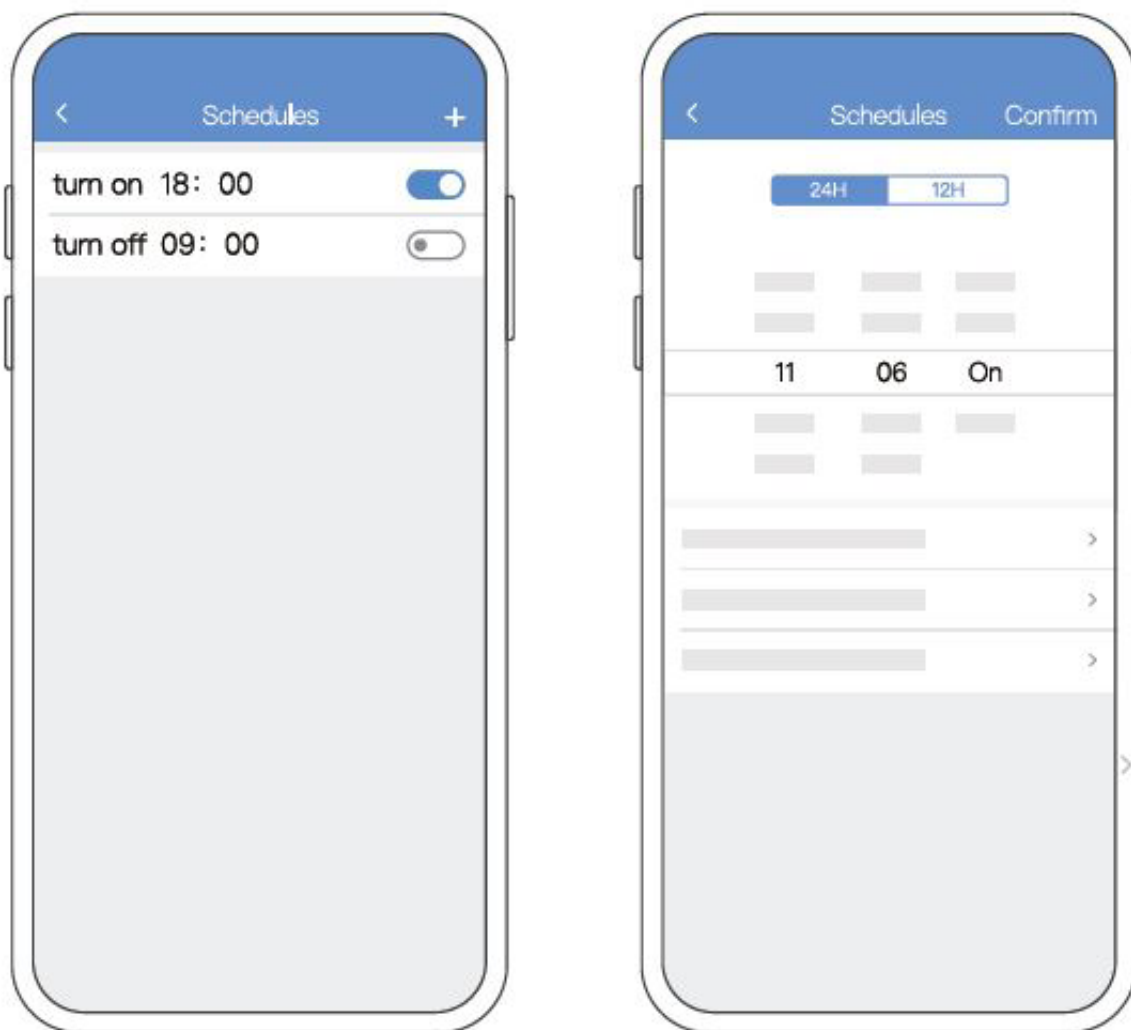 Schedules +
turn on 18: 00
turn off 09: 00
Schedules Confirm
24H 12H
11 06 On